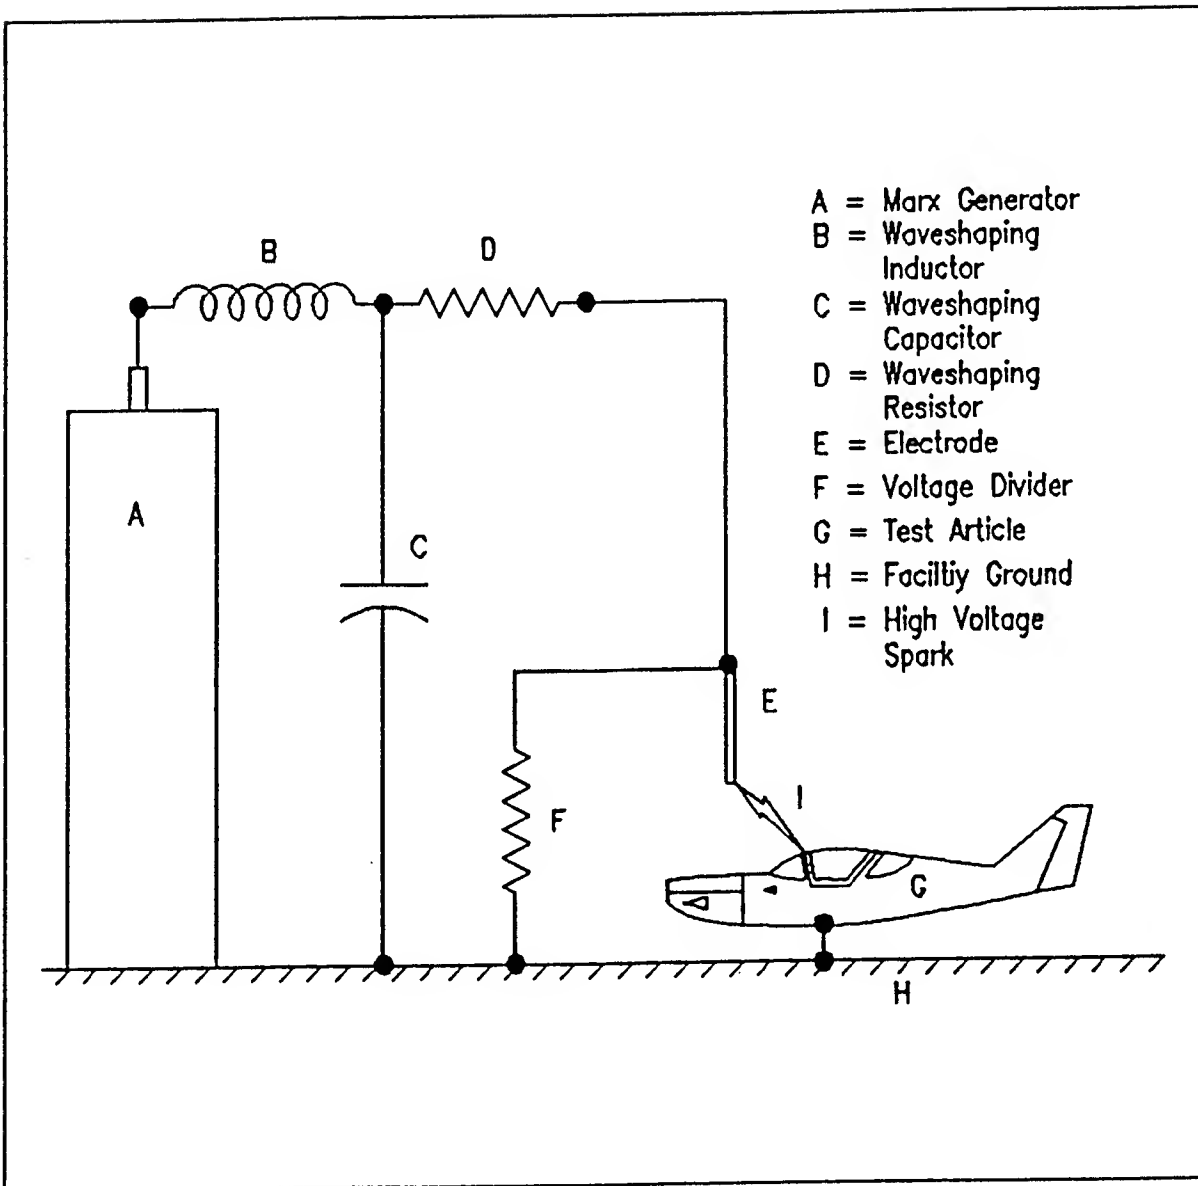 A = Marx Generator
B = Waveshaping
Inductor
C = Waveshaping
Capacitor
D = Waveshaping
Resistor
E = Electrode
F = Voltage Divider
G = Test Article
H = Faciltiy Ground
I = High Voltage
Spark
B
D
A
C
E
I
F
G
H